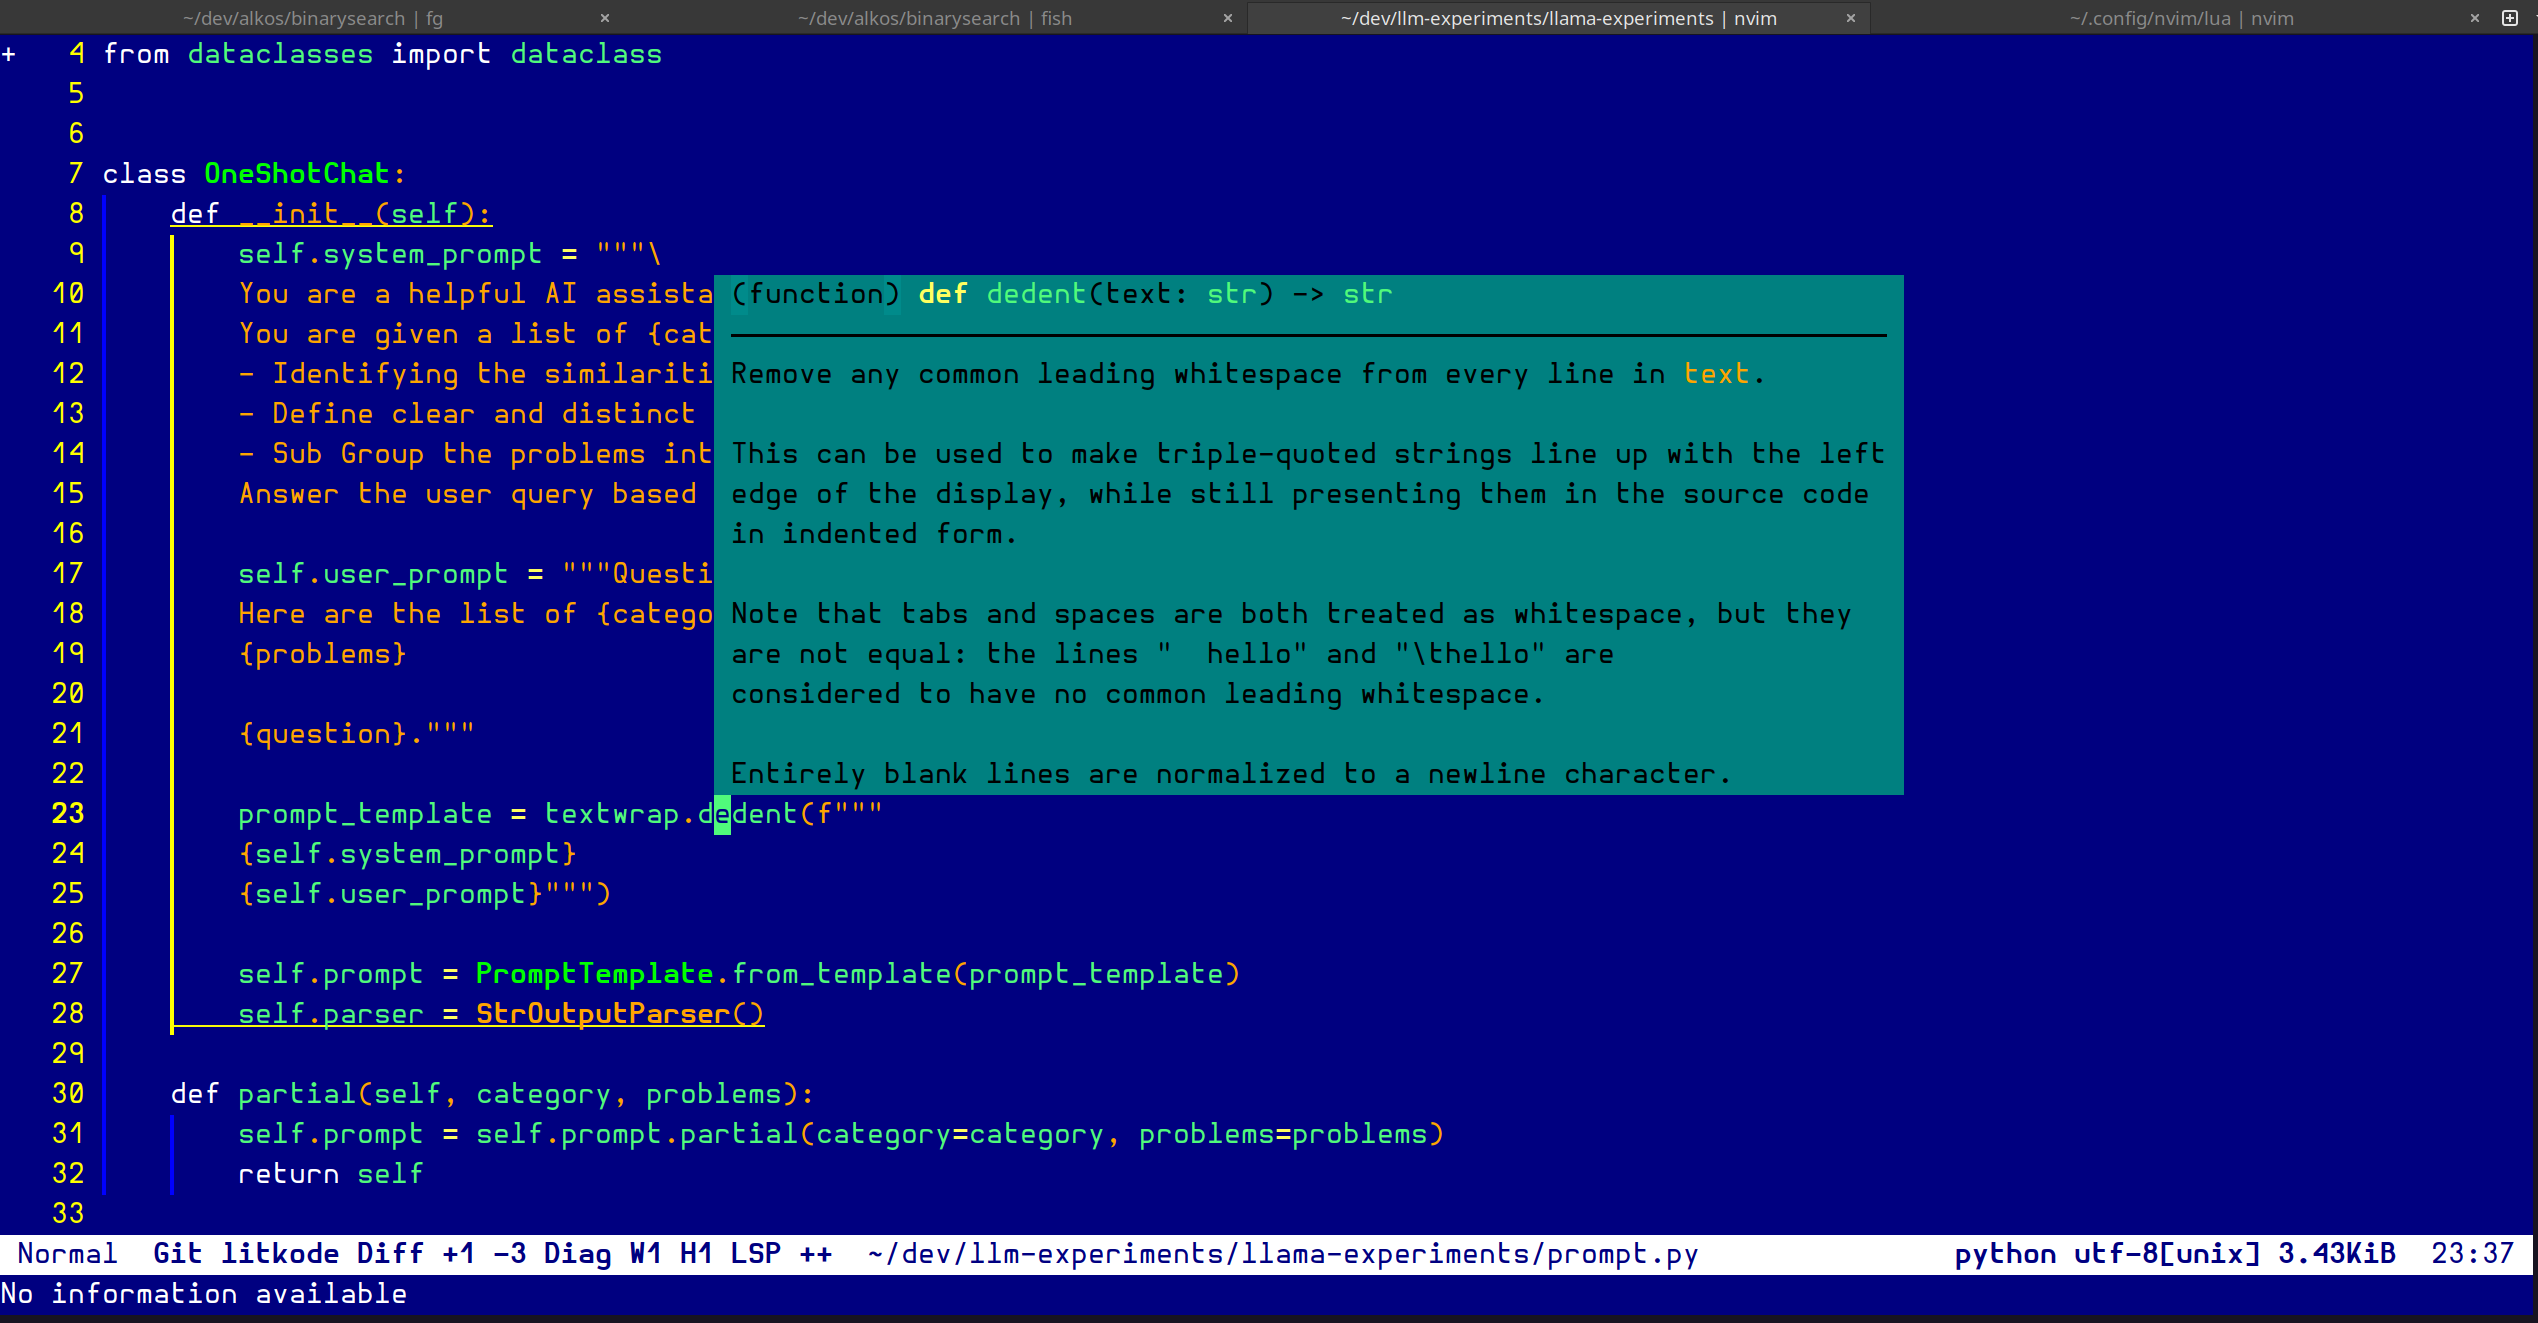 ~/dev/alkos/binarysearch | fg × ~/dev/alkos/binarysearch | fish × ~/dev/llm-experiments/llama-experiments | nvim × ~/.config/nvim/lua | nvim ×
+ 4 from dataclasses import dataclass
5
6
7 class OneShotChat:
8     def __init__(self):
9         self.system_prompt = """\
10         You are a helpful AI assista
(function) def dedent(text: str) -> str
11         You are given a list of {cat
12         - Identifying the similariti
Remove any common leading whitespace from every line in text.
13         - Define clear and distinct
14         - Sub Group the problems int
This can be used to make triple-quoted strings line up with the left
15         Answer the user query based
edge of the display, while still presenting them in the source code
16
in indented form.
17         self.user_prompt = """Questi
18         Here are the list of {catego
Note that tabs and spaces are both treated as whitespace, but they
19         {problems}
are not equal: the lines "  hello" and "\thello" are
20
considered to have no common leading whitespace.
21         {question}."""
22
Entirely blank lines are normalized to a newline character.
23         prompt_template = textwrap.dedent(f"""
24         {self.system_prompt}
25         {self.user_prompt}""")
26
27         self.prompt = PromptTemplate.from_template(prompt_template)
28         self.parser = StrOutputParser()
29
30     def partial(self, category, problems):
31         self.prompt = self.prompt.partial(category=category, problems=problems)
32         return self
33
Normal Git litkode Diff +1 -3 Diag W1 H1 LSP ++ ~/dev/llm-experiments/llama-experiments/prompt.py python utf-8[unix] 3.43KiB 23:37
No information available